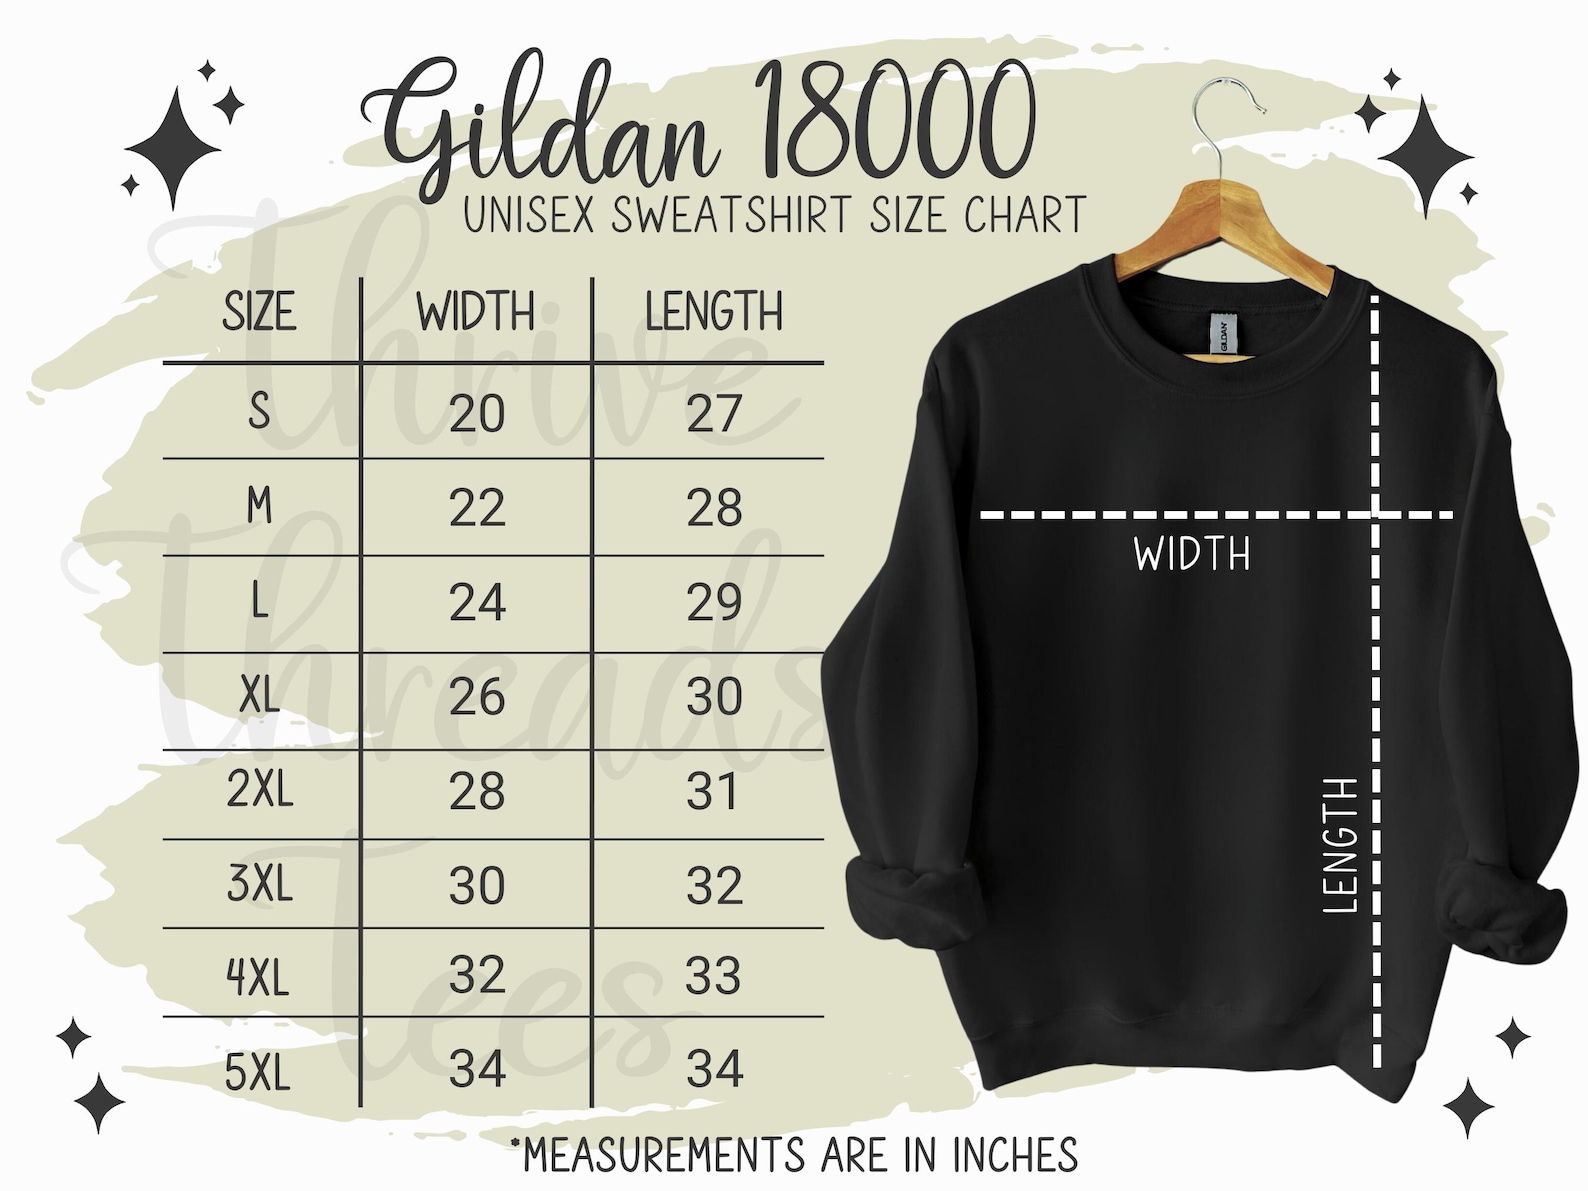 Gildan 18000
UNISEX SWEATSHIRT SIZE CHART
SIZE WIDTH LENGTH
S 20 27
M 22 28
L 24 29
XL 26 30
2XL 28 31
3XL 30 32
4XL 32 33
5XL 34 34
*MEASUREMENTS ARE IN INCHES
GILDAN
WIDTH
LENGTH
Thrive
Threads
Tees